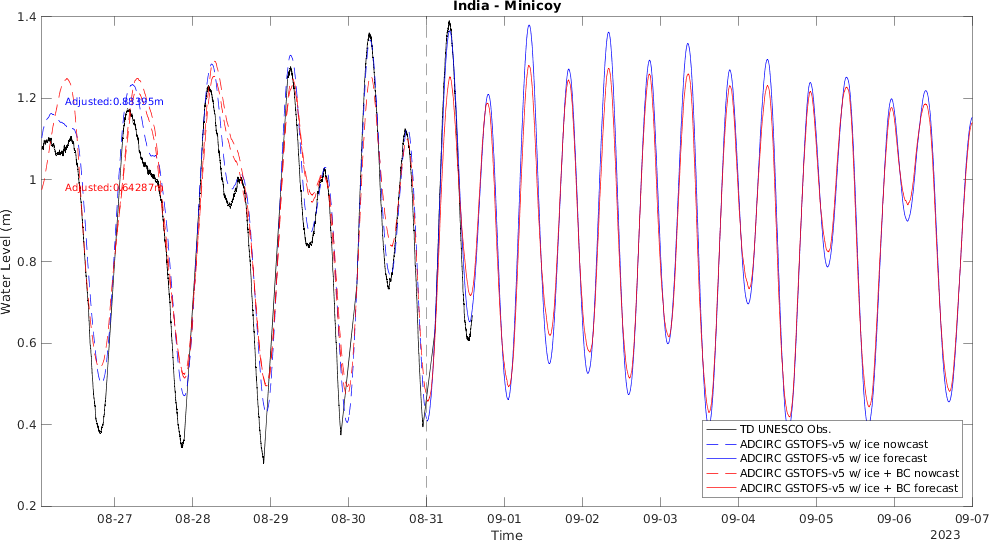 India - Minicoy
1.4
1.2
1
0.8
0.6
0.4
0.2
Water Level (m)
Adjusted:0.88395m
Adjusted:0.64287m
TD UNESCO Obs.
ADCIRC GSTOFS-v5 w/ ice nowcast
ADCIRC GSTOFS-v5 w/ ice forecast
ADCIRC GSTOFS-v5 w/ ice + BC nowcast
ADCIRC GSTOFS-v5 w/ ice + BC forecast
08-27 08-28 08-29 08-30 08-31 09-01 09-02 09-03 09-04 09-05 09-06 09-07
Time
2023